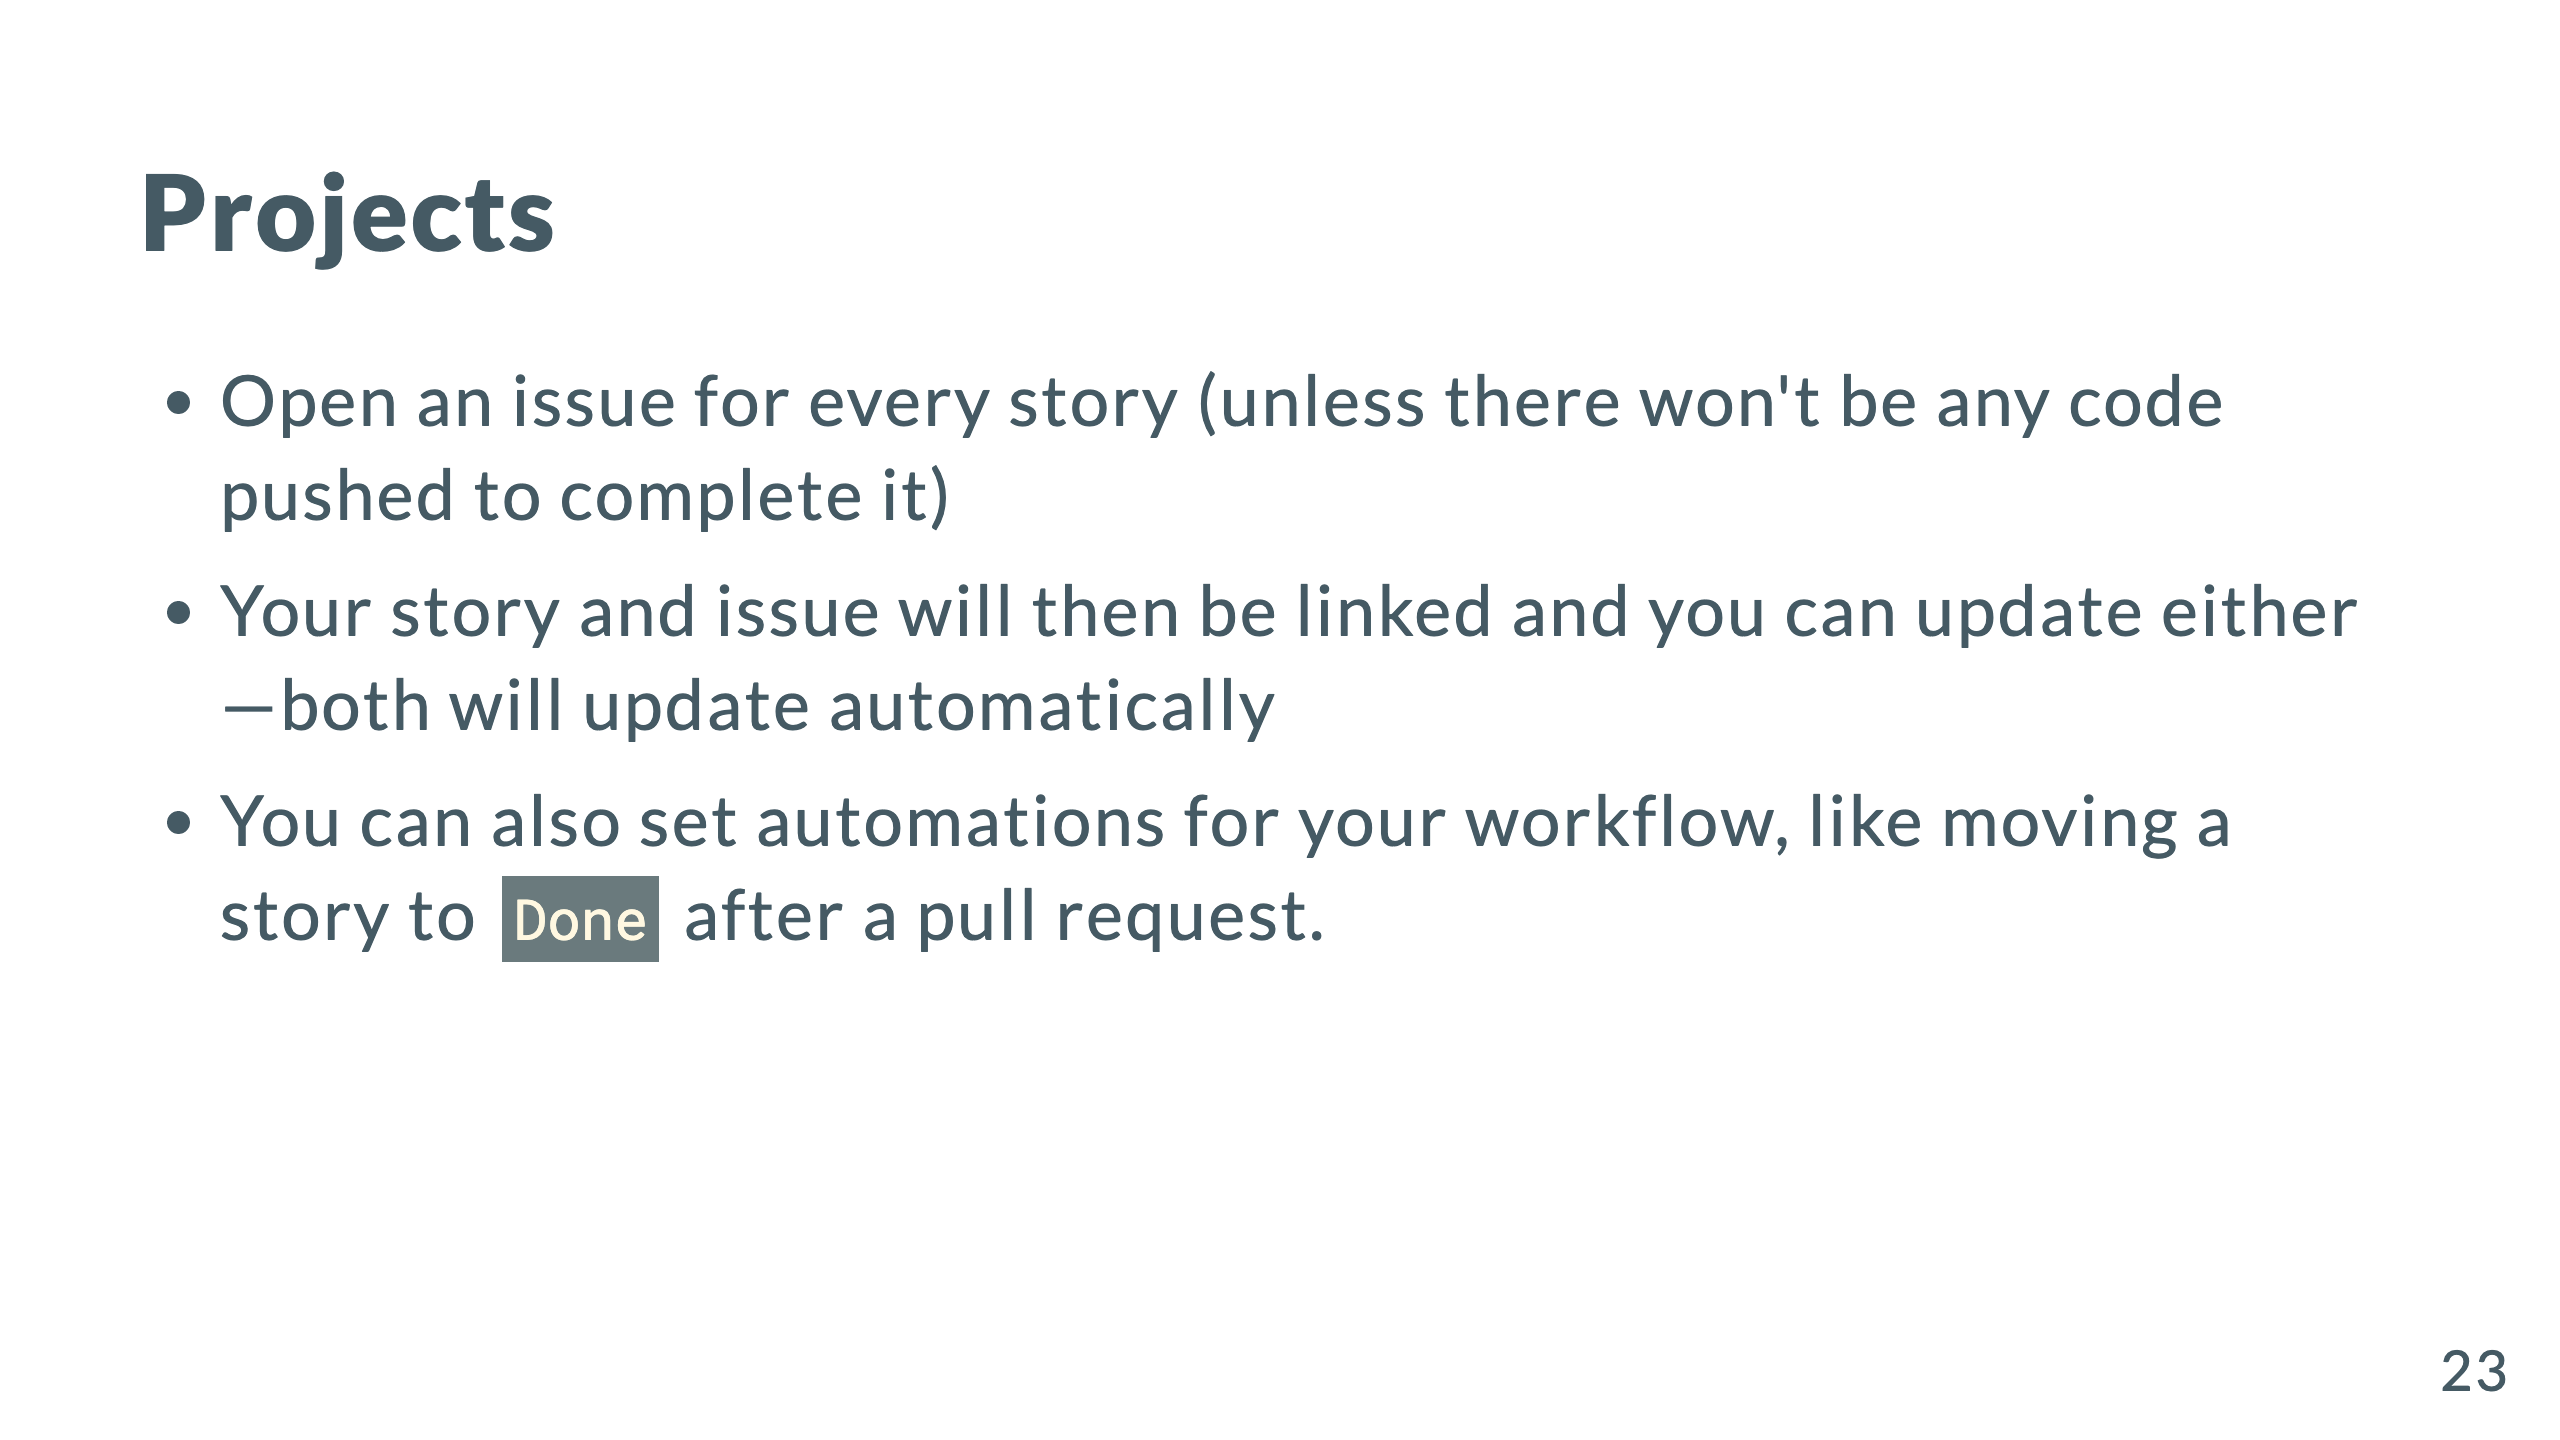 Projects
• Open an issue for every story (unless there won't be any code
pushed to complete it)
• Your story and issue will then be linked and you can update either
—both will update automatically
• You can also set automations for your workflow, like moving a
story to Done after a pull request.
23